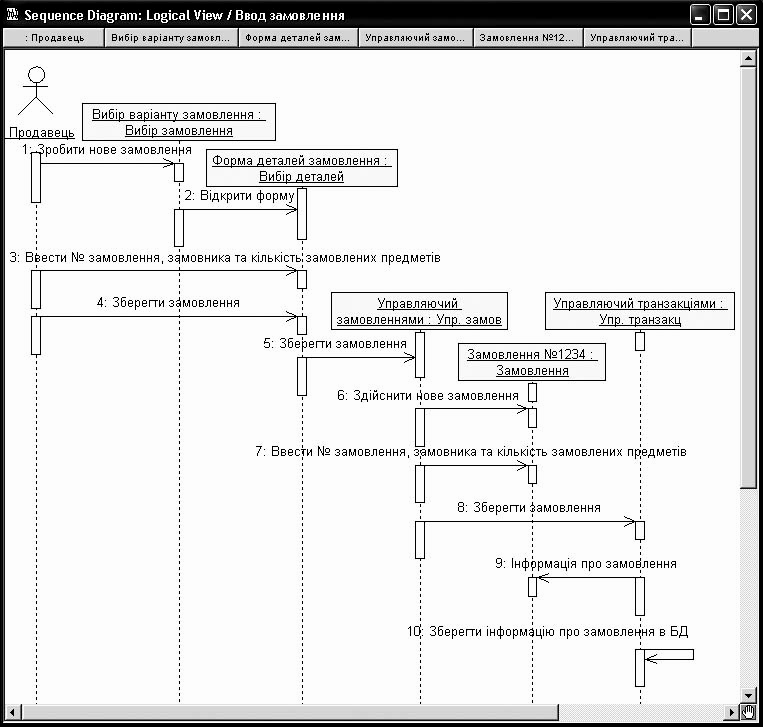 Sequence Diagram: Logical View / Ввод замовлення
: Продавець
Вибір варіанту замовл...
Форма деталей зам...
Управляючий замо...
Замовлення №12...
Управляючий тра...
Продавець
Вибір варіанту замовлення :
Вибір замовлення
1: Зробити нове замовлення
Форма деталей замовлення :
Вибір деталей
2: Відкрити форму
3: Ввести № замовлення, замовника та кількість замовлених предметів
4: Зберегти замовлення
Управляючий
замовленнями : Упр. замов
Управляючий транзакціями :
Упр. транзакц
5: Зберегти замовлення
Замовлення №1234 :
Замовлення
6: Здійснити нове замовлення
7: Ввести № замовлення, замовника та кількість замовлених предметів
8: Зберегти замовлення
9: Інформація про замовлення
10: Зберегти інформацію про замовлення в БД